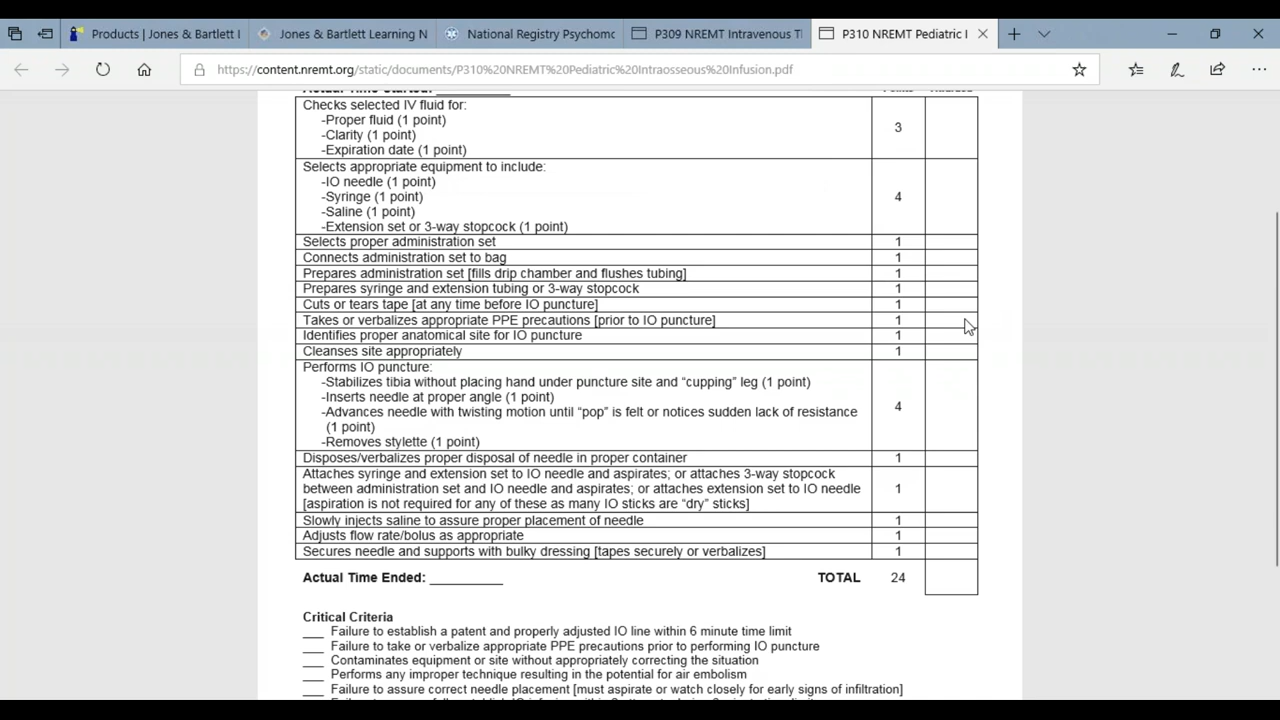 Products | Jones & Bartlett l
Jones & Bartlett Learning N
National Registry Psychomo
P309 NREMT Intravenous Tl
P310 NREMT Pediatric I
https://content.nremt.org/static/documents/P310%20NREMT%20Pediatric%20Intraosseous%20Infusion.pdf
Actual Time Started: __________
Checks selected IV fluid for:
-Proper fluid (1 point)
-Clarity (1 point)
-Expiration date (1 point)
3
Selects appropriate equipment to include:
-IO needle (1 point)
-Syringe (1 point)
-Saline (1 point)
-Extension set or 3-way stopcock (1 point)
4
Selects proper administration set 1
Connects administration set to bag 1
Prepares administration set [fills drip chamber and flushes tubing] 1
Prepares syringe and extension tubing or 3-way stopcock 1
Cuts or tears tape [at any time before IO puncture] 1
Takes or verbalizes appropriate PPE precautions [prior to IO puncture] 1
Identifies proper anatomical site for IO puncture 1
Cleanses site appropriately 1
Performs IO puncture:
-Stabilizes tibia without placing hand under puncture site and “cupping” leg (1 point)
-Inserts needle at proper angle (1 point)
-Advances needle with twisting motion until “pop” is felt or notices sudden lack of resistance
(1 point)
-Removes stylette (1 point)
4
Disposes/verbalizes proper disposal of needle in proper container 1
Attaches syringe and extension set to IO needle and aspirates; or attaches 3-way stopcock
between administration set and IO needle and aspirates; or attaches extension set to IO needle
[aspiration is not required for any of these as many IO sticks are “dry” sticks]
1
Slowly injects saline to assure proper placement of needle 1
Adjusts flow rate/bolus as appropriate 1
Secures needle and supports with bulky dressing [tapes securely or verbalizes] 1
Actual Time Ended: __________ TOTAL 24
Critical Criteria
___ Failure to establish a patent and properly adjusted IO line within 6 minute time limit
___ Failure to take or verbalize appropriate PPE precautions prior to performing IO puncture
___ Contaminates equipment or site without appropriately correcting the situation
___ Performs any improper technique resulting in the potential for air embolism
___ Failure to assure correct needle placement [must aspirate or watch closely for early signs of infiltration]